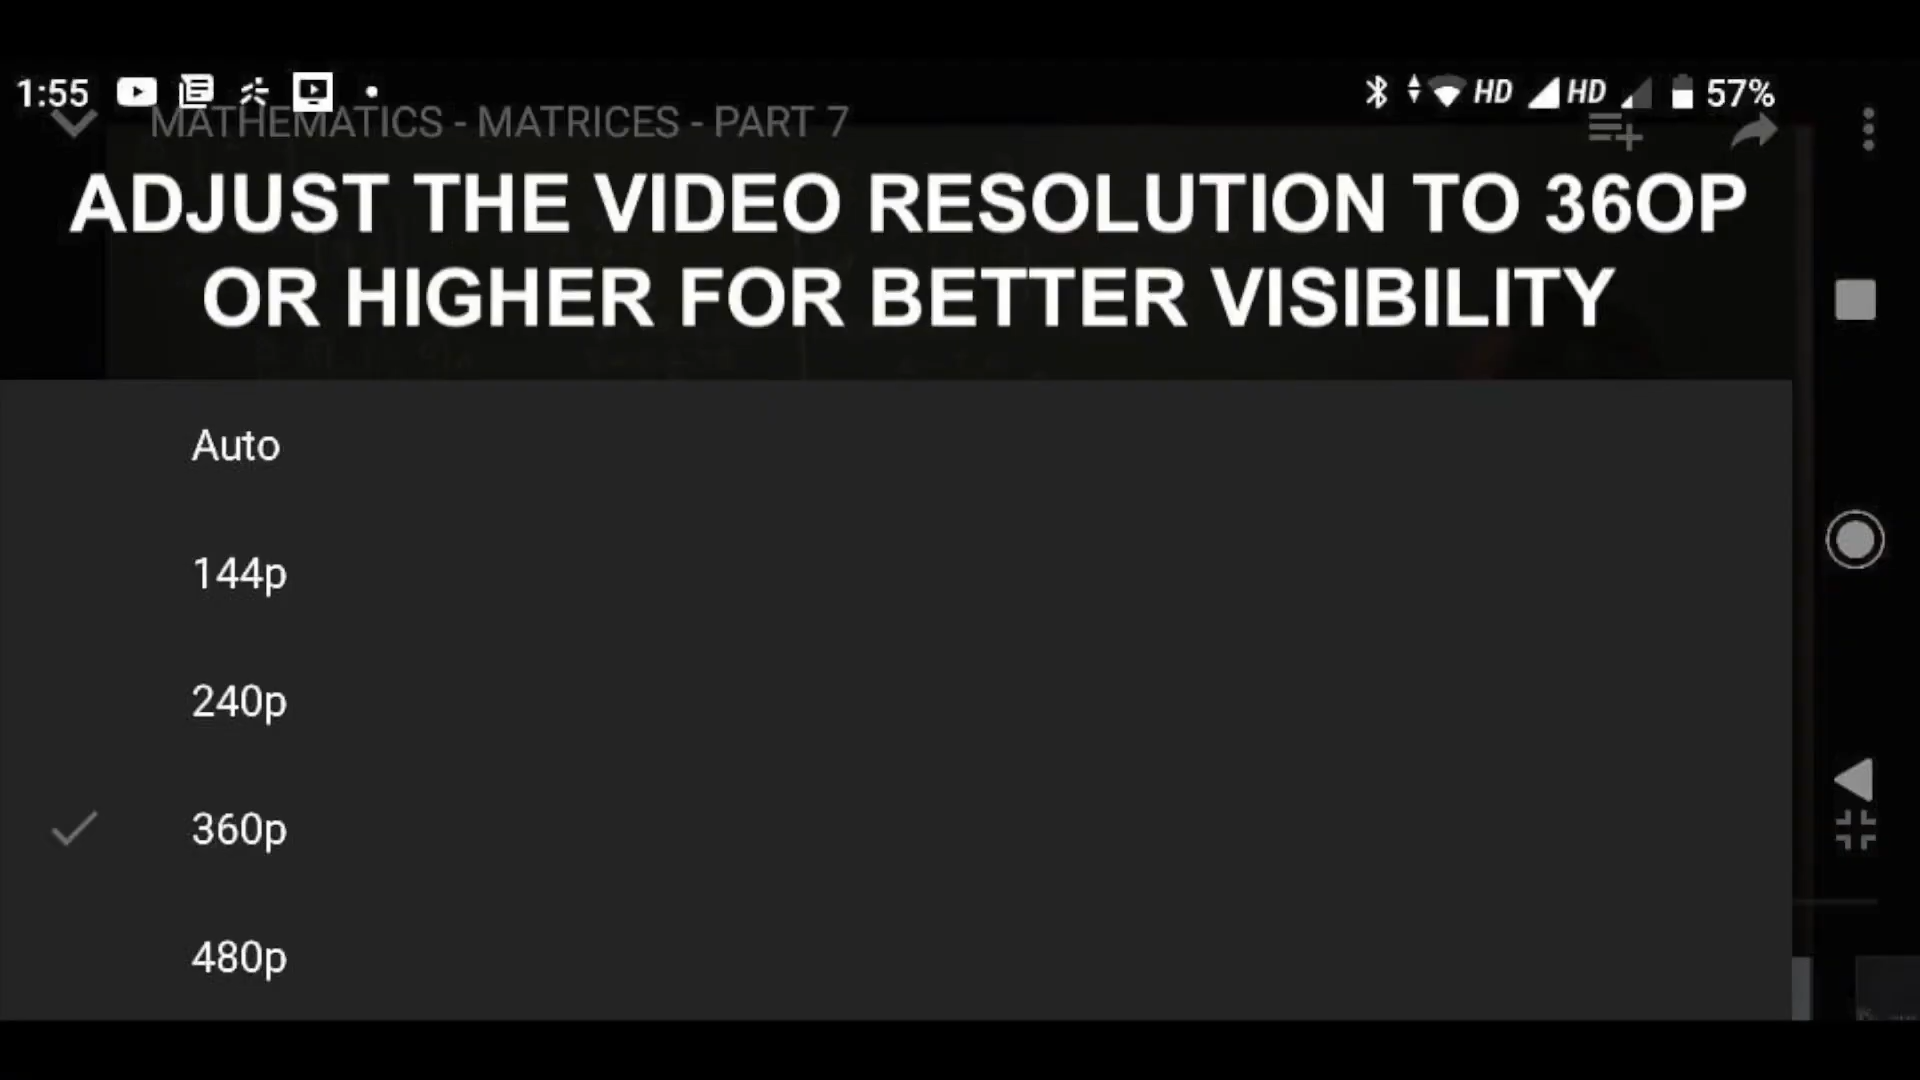 1:55
HD HD 57%
MATHEMATICS - MATRICES - PART 7
ADJUST THE VIDEO RESOLUTION TO 36OP
OR HIGHER FOR BETTER VISIBILITY
Auto
144p
240p
360p
480p